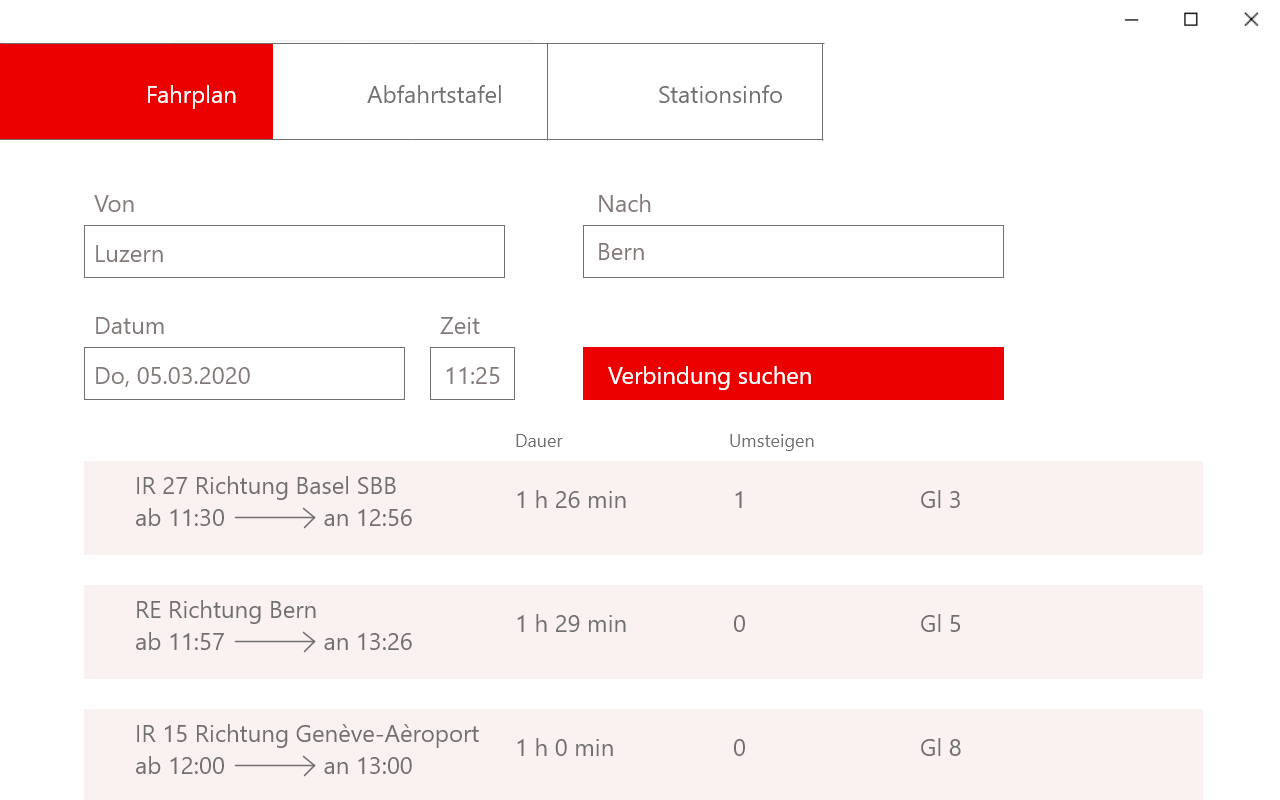 Fahrplan
Abfahrtstafel
Stationsinfo
Von
Nach
Luzern
Bern
Datum
Zeit
Do, 05.03.2020
11:25
Verbindung suchen
Dauer
Umsteigen
IR 27 Richtung Basel SBB
ab 11:30 → an 12:56
1 h 26 min
1
Gl 3
RE Richtung Bern
ab 11:57 → an 13:26
1 h 29 min
0
Gl 5
IR 15 Richtung Genève-Aèroport
ab 12:00 → an 13:00
1 h 0 min
0
Gl 8